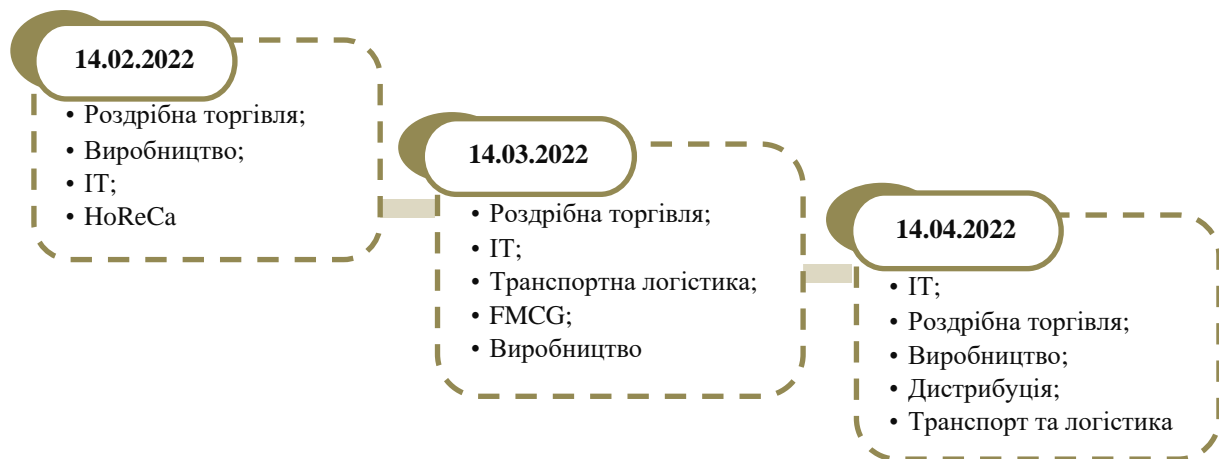 14.02.2022
• Роздрібна торгівля;
• Виробництво;
• ІТ;
• HoReCa
14.03.2022
• Роздрібна торгівля;
• ІТ;
• Транспортна логістика;
• FMCG;
• Виробництво
14.04.2022
• ІТ;
• Роздрібна торгівля;
• Виробництво;
• Дистрибуція;
• Транспорт та логістика